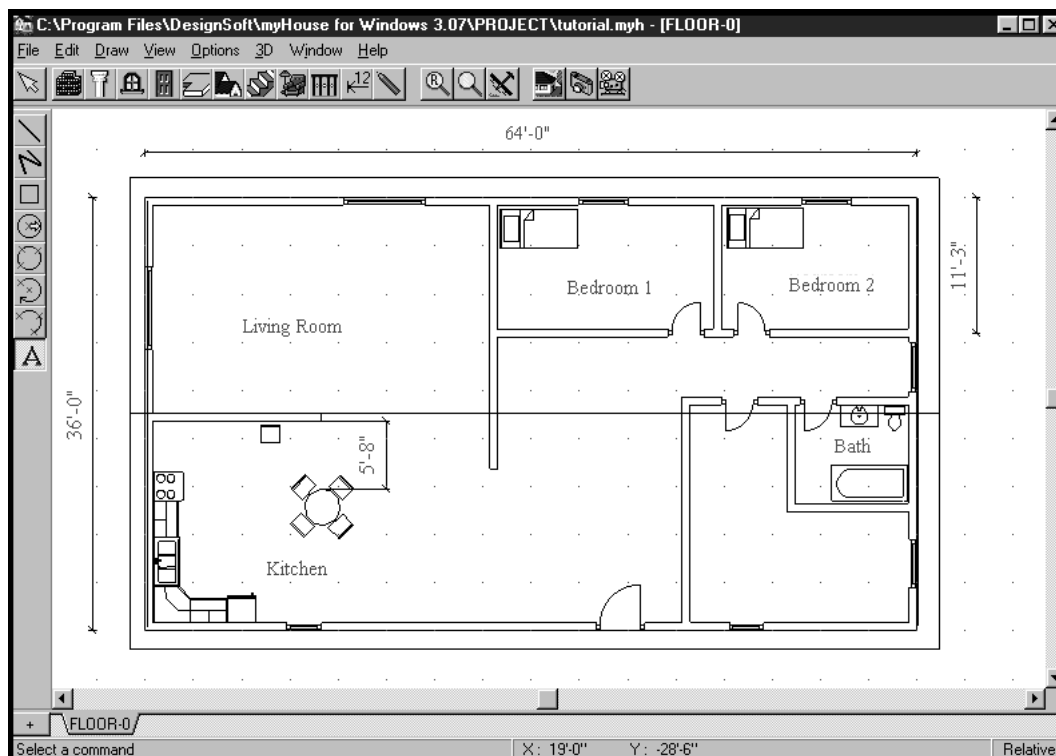 C:\Program Files\DesignSoft\myHouse for Windows 3.07\PROJECT\tutorial.myh - [FLOOR-0]
File Edit Draw View Options 3D Window Help
12 R
64'-0"
11'-3"
Bedroom 1
Bedroom 2
Living Room
36'-0"
5'-8"
Bath
Kitchen
A
+ FLOOR-0
Select a command X: 19'-0" Y: -28'-6" Relative